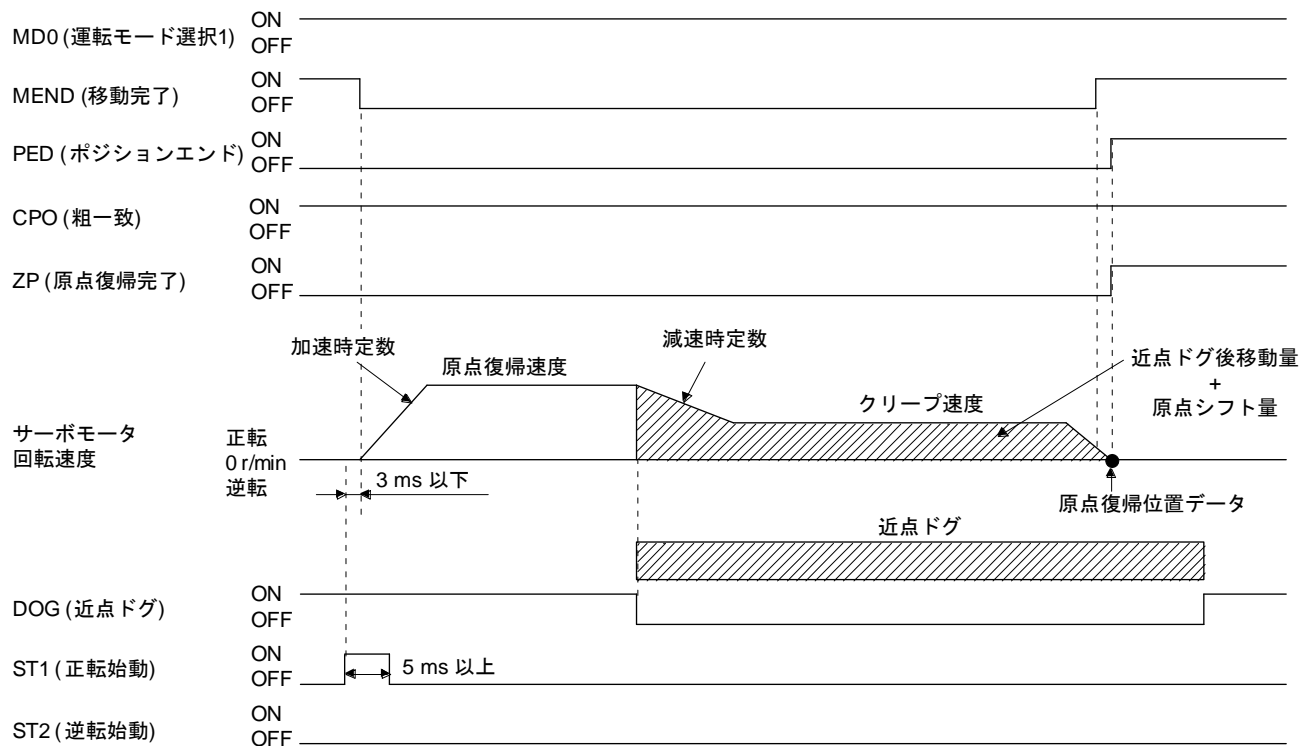 MD0 (運転モード選択1)
ON
OFF
MEND (移動完了)
ON
OFF
PED (ポジションエンド)
ON
OFF
CPO (粗一致)
ON
OFF
ZP (原点復帰完了)
ON
OFF
加速時定数
原点復帰速度
減速時定数
クリープ速度
近点ドグ後移動量
+
原点シフト量
サーボモータ
回転速度
正転
0 r/min
逆転
3 ms 以下
原点復帰位置データ
近点ドグ
DOG (近点ドグ)
ON
OFF
ST1 (正転始動)
ON
OFF
5 ms 以上
ST2 (逆転始動)
ON
OFF